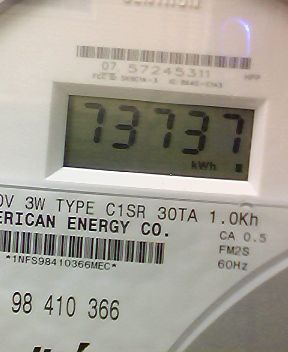 07 57245311
73737
kWh
0V 3W TYPE C1SR 30TA 1.0Kh
ERICAN ENERGY CO.
CA 0.5
FM2S
*1NFS98410366MEC*
60Hz
98 410 366